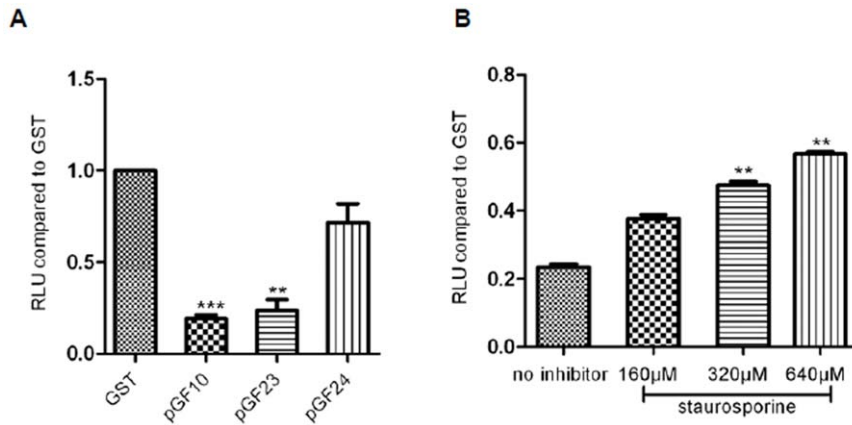 A
RLU compared to GST
1.5
1.0
0.5
0.0
***
**
GST
pGF10
pGF23
pGF24
B
RLU compared to GST
0.8
0.6
0.4
0.2
0.0
**
**
no inhibitor 160µM 320µM 640µM
staurosporine